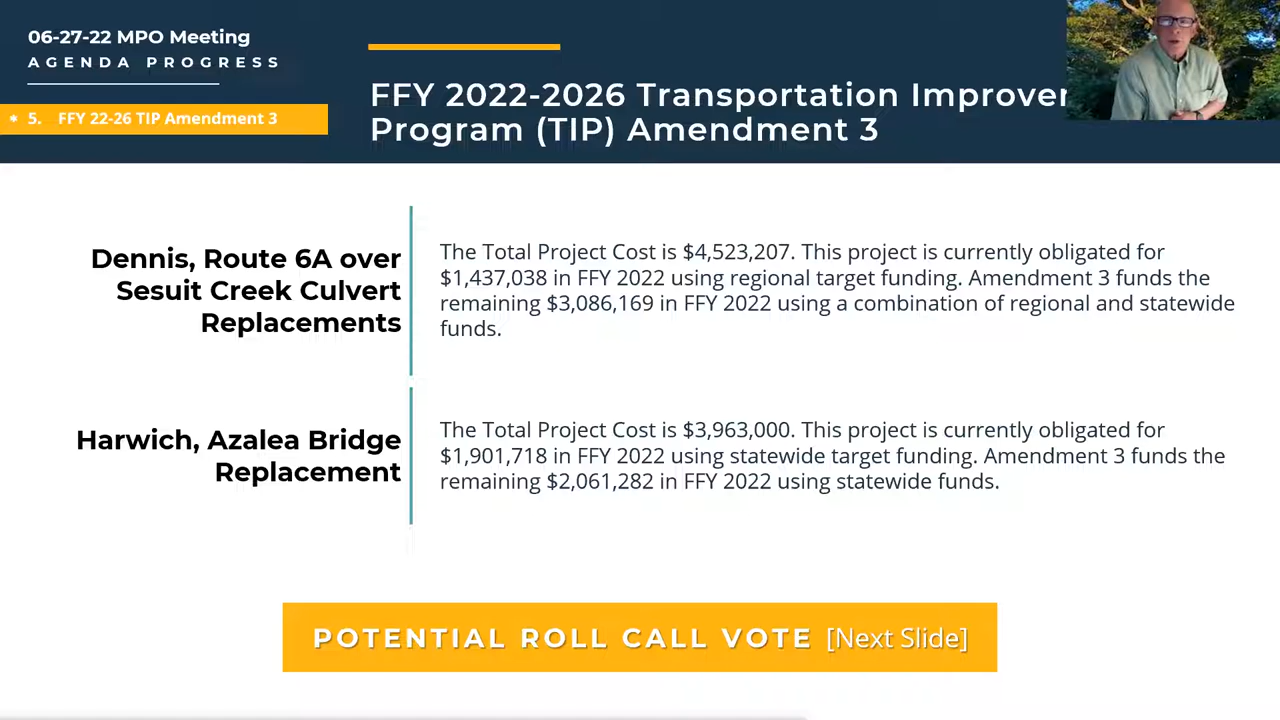 06-27-22 MPO Meeting
AGENDA PROGRESS
* 5. FFY 22-26 TIP Amendment 3
FFY 2022-2026 Transportation
Program (TIP) Amendment 3
Dennis, Route 6A over
Sesuit Creek Culvert
Replacements
The Total Project Cost is $4,523,207. This project is currently obligated for
$1,437,038 in FFY 2022 using regional target funding. Amendment 3 funds the
remaining $3,086,169 in FFY 2022 using a combination of regional and statewide
funds.
Harwich, Azalea Bridge
Replacement
The Total Project Cost is $3,963,000. This project is currently obligated for
$1,901,718 in FFY 2022 using statewide target funding. Amendment 3 funds the
remaining $2,061,282 in FFY 2022 using statewide funds.
POTENTIAL ROLL CALL VOTE [Next Slide]